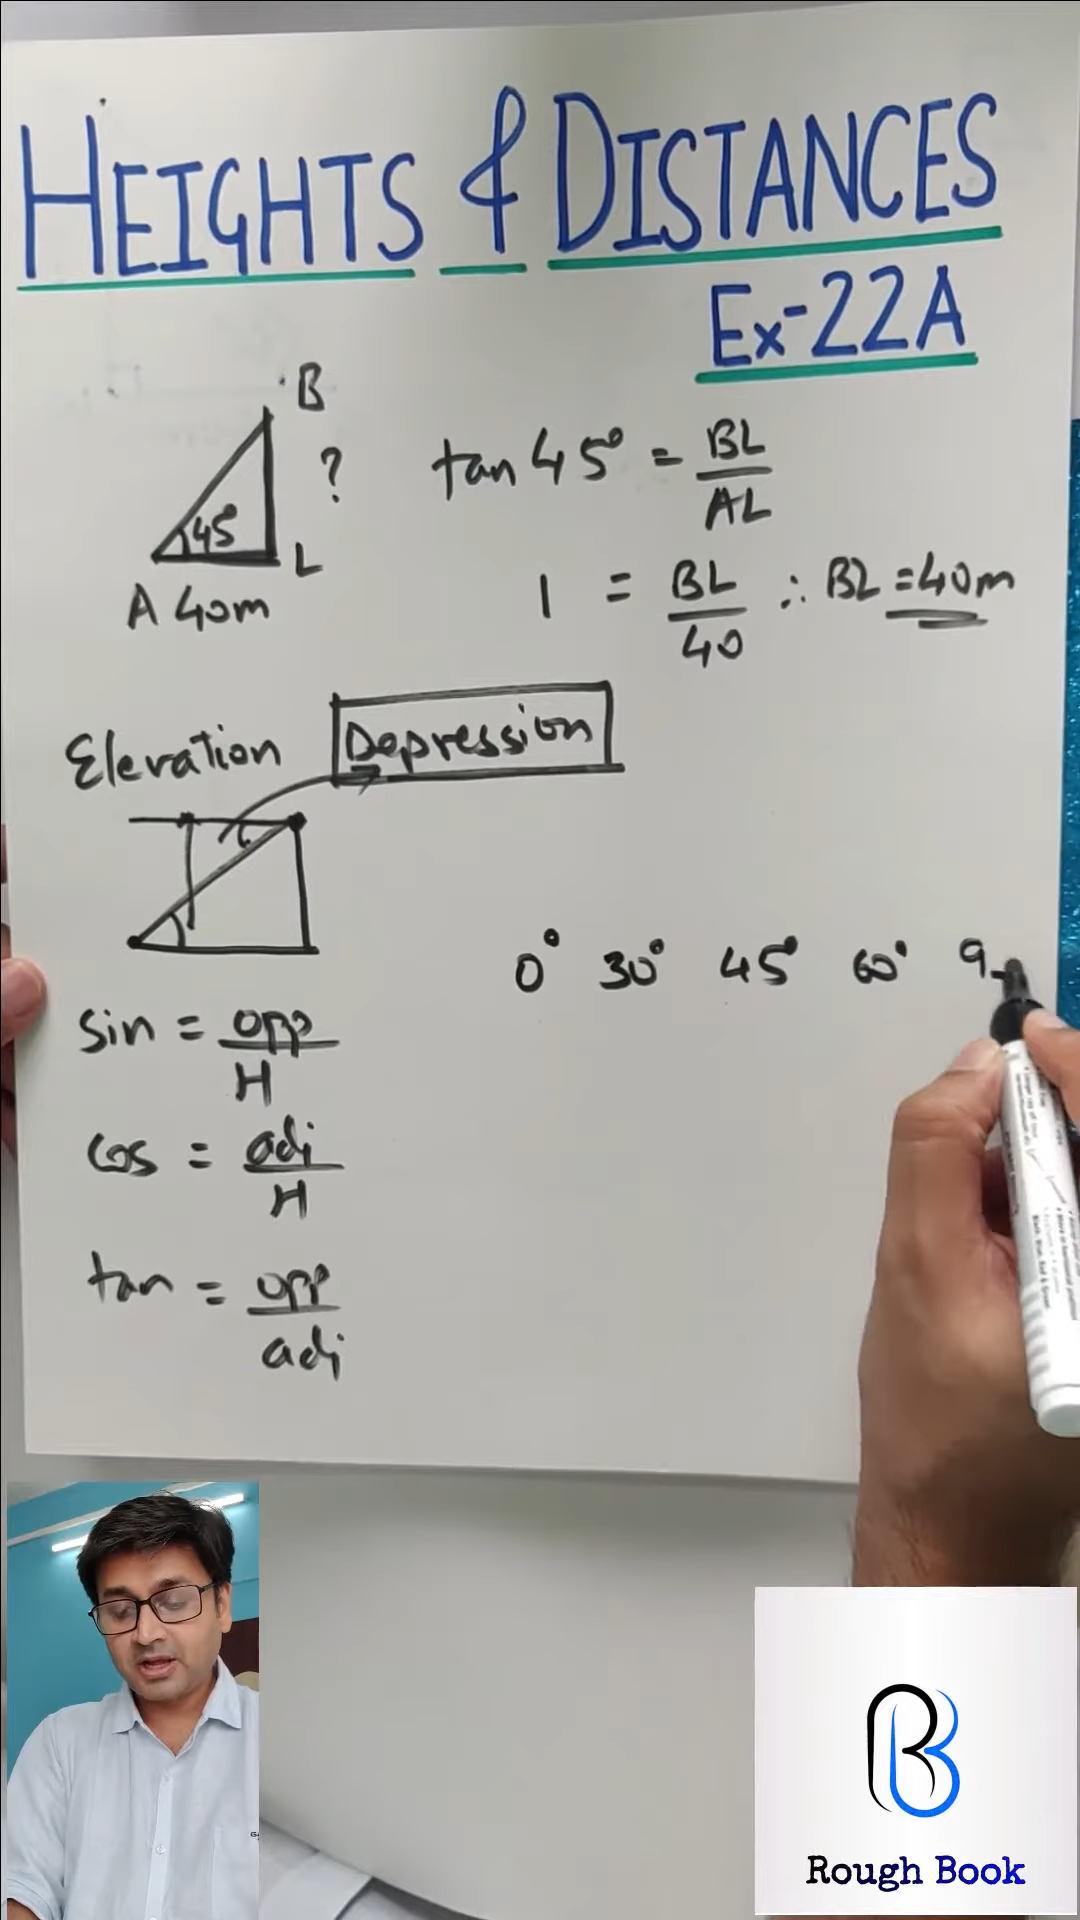 HEIGHTS & DISTANCES
Ex-22A
B
?
45°
L
A 40m
tan 45° = BL
AL
1 = BL ∴ BL = 40m
40
Elevation Depression
0° 30° 45° 60° 9
sin = opp
H
cos = adj
H
tan = opp
adj
Rough Book